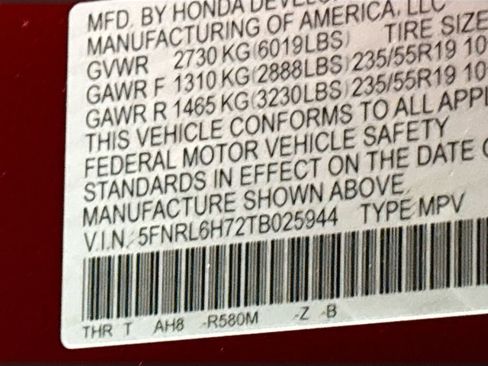 MFD. BY HONDA DEVELO
MANUFACTURING OF AMERICA, LLC
GVWR 2730 KG (6019LBS) TIRE SIZE
GAWR F 1310 KG (2888LBS) 235/55R19 10
GAWR R 1465 KG (3230LBS) 235/55R19 10
THIS VEHICLE CONFORMS TO ALL APPL
FEDERAL MOTOR VEHICLE SAFETY
STANDARDS IN EFFECT ON THE DATE O
MANUFACTURE SHOWN ABOVE.
V.I.N.: 5FNRL6H72TB025944 TYPE: MPV
THR T AH8 -R580M -Z -B